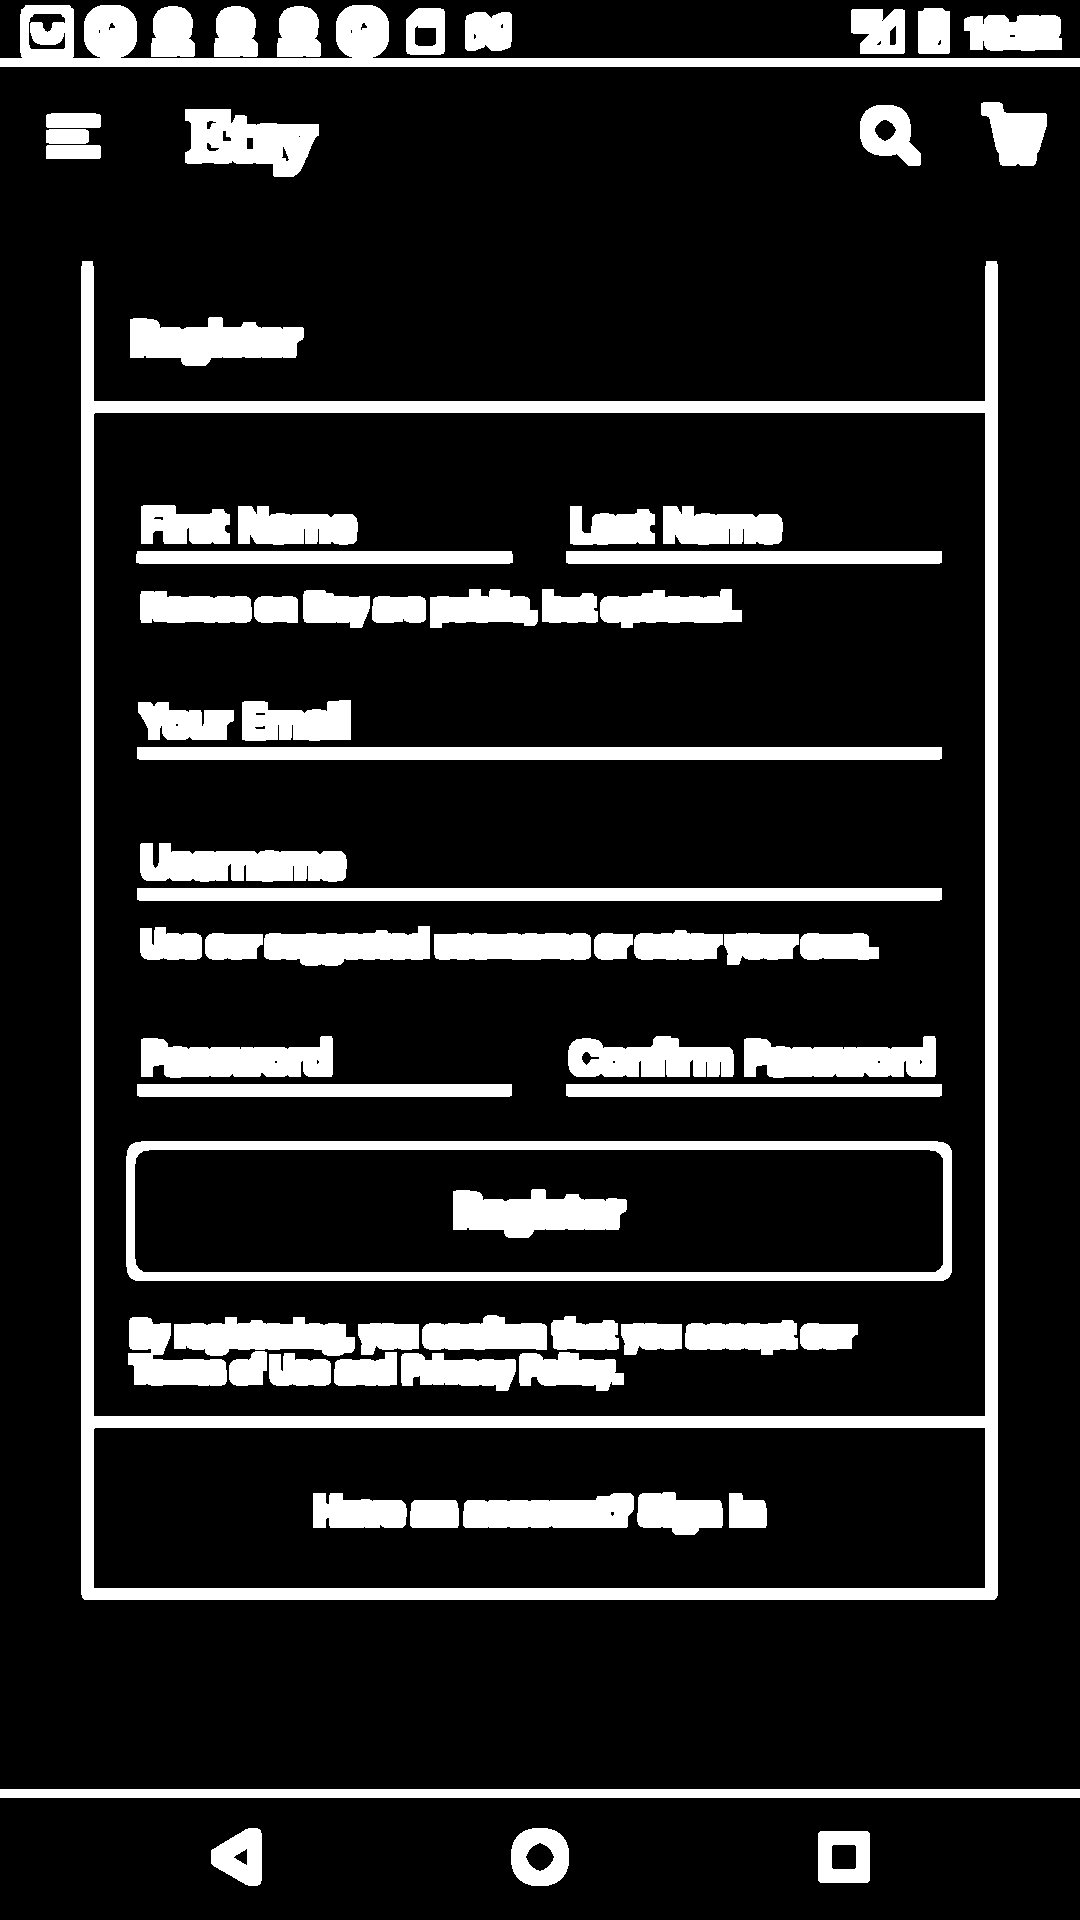 Etsy
Register
First Name Last Name
Names on Etsy are public, but optional.
Your Email
Username
Use our suggested username or enter your own.
Password Confirm Password
Register
By registering, you confirm that you accept our
Terms of Use and Privacy Policy.
Have an account? Sign in